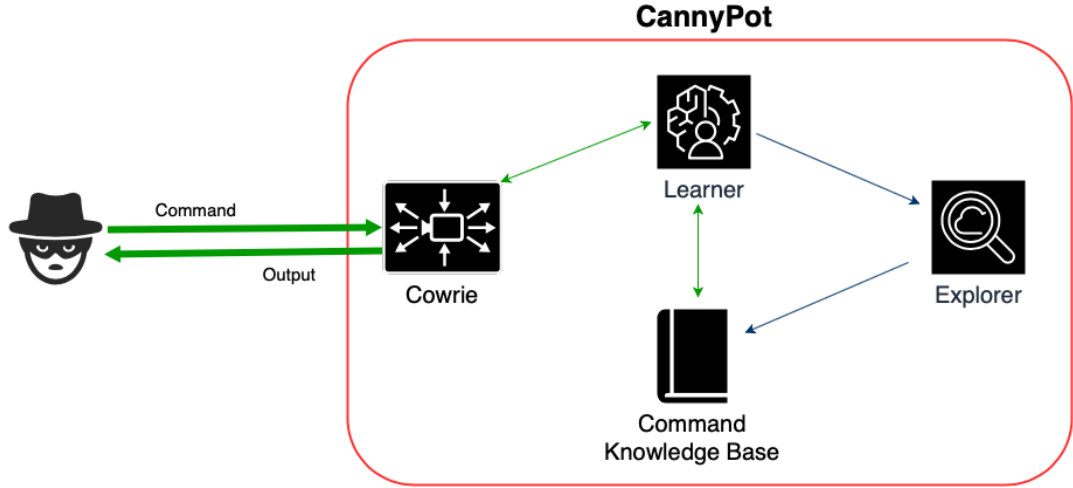 CannyPot
Command
Output
Cowrie
Learner
Explorer
Command
Knowledge Base